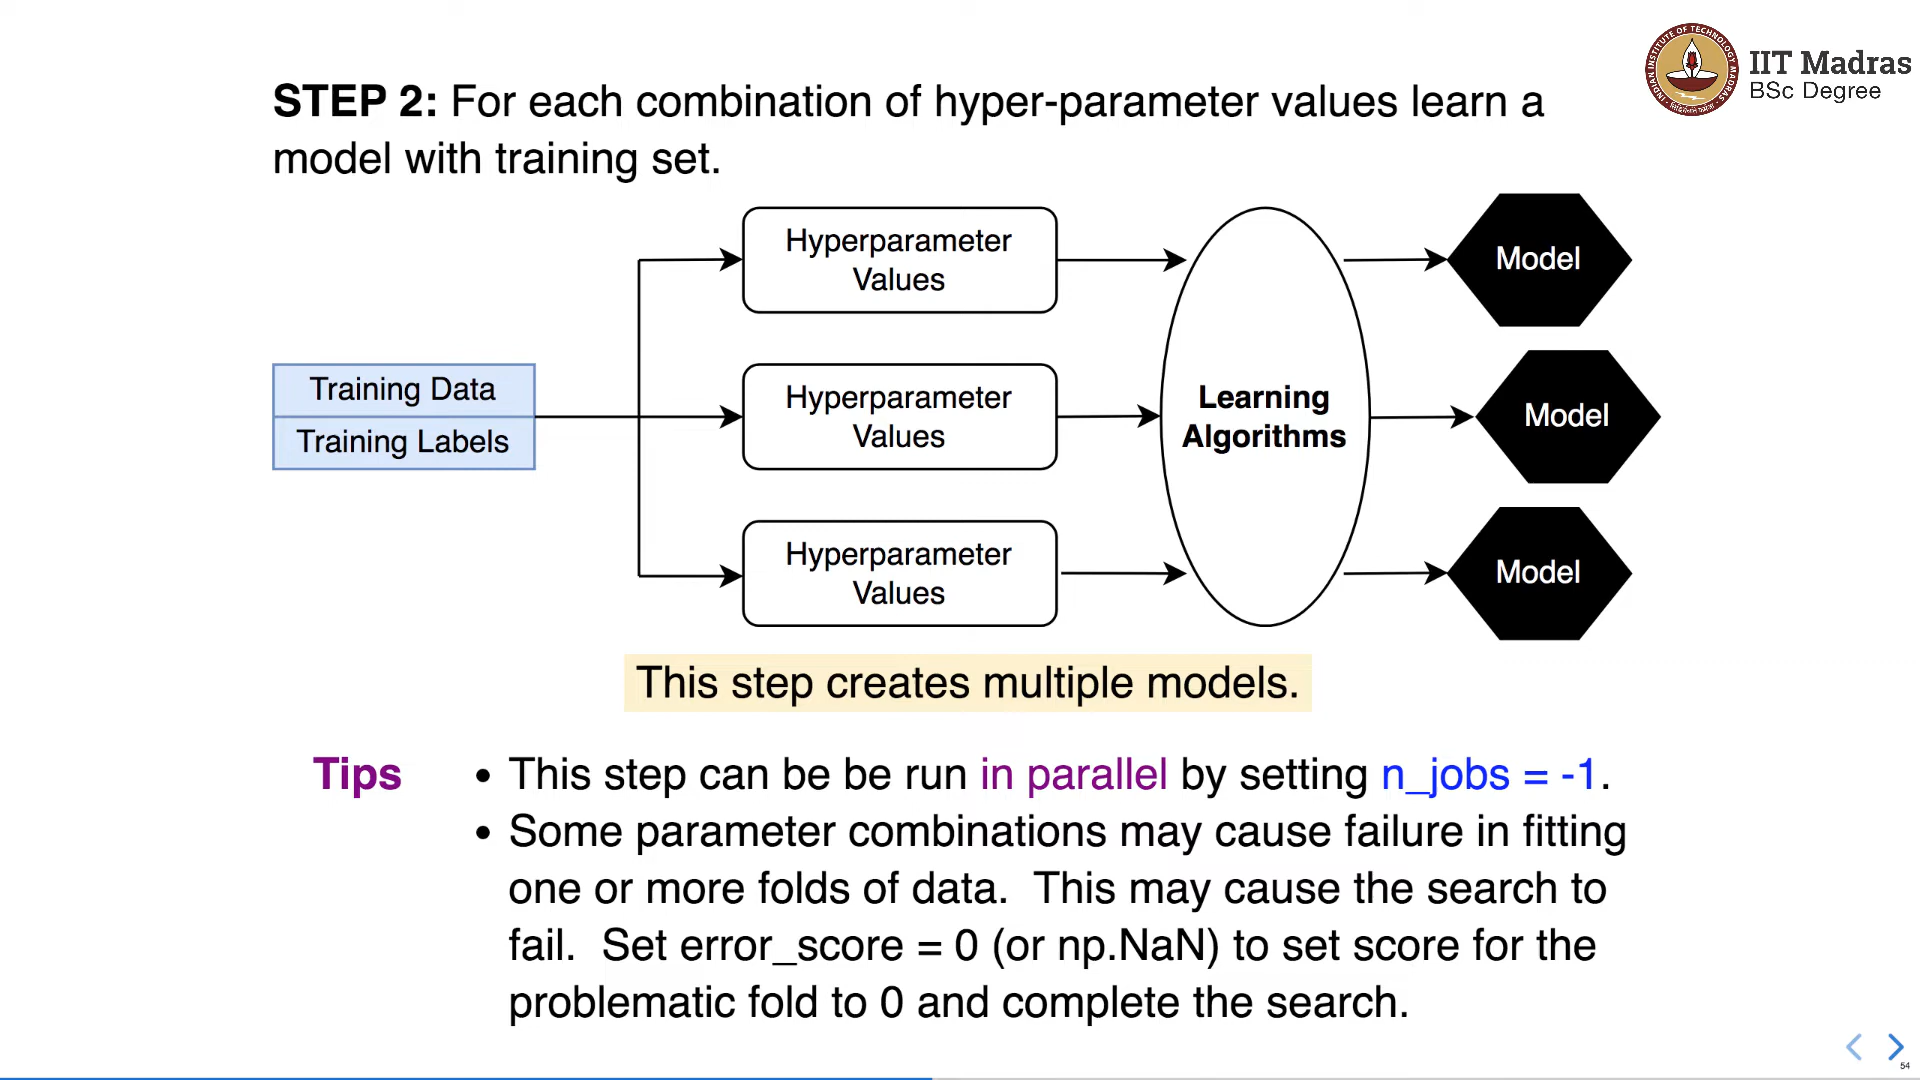 IIT Madras
BSc Degree
STEP 2: For each combination of hyper-parameter values learn a
model with training set.
Training Data
Training Labels
Hyperparameter
Values
Hyperparameter
Values
Hyperparameter
Values
Learning
Algorithms
Model
Model
Model
This step creates multiple models.
Tips
• This step can be be run in parallel by setting n_jobs = -1.
• Some parameter combinations may cause failure in fitting
one or more folds of data.  This may cause the search to
fail.  Set error_score = 0 (or np.NaN) to set score for the
problematic fold to 0 and complete the search.
54